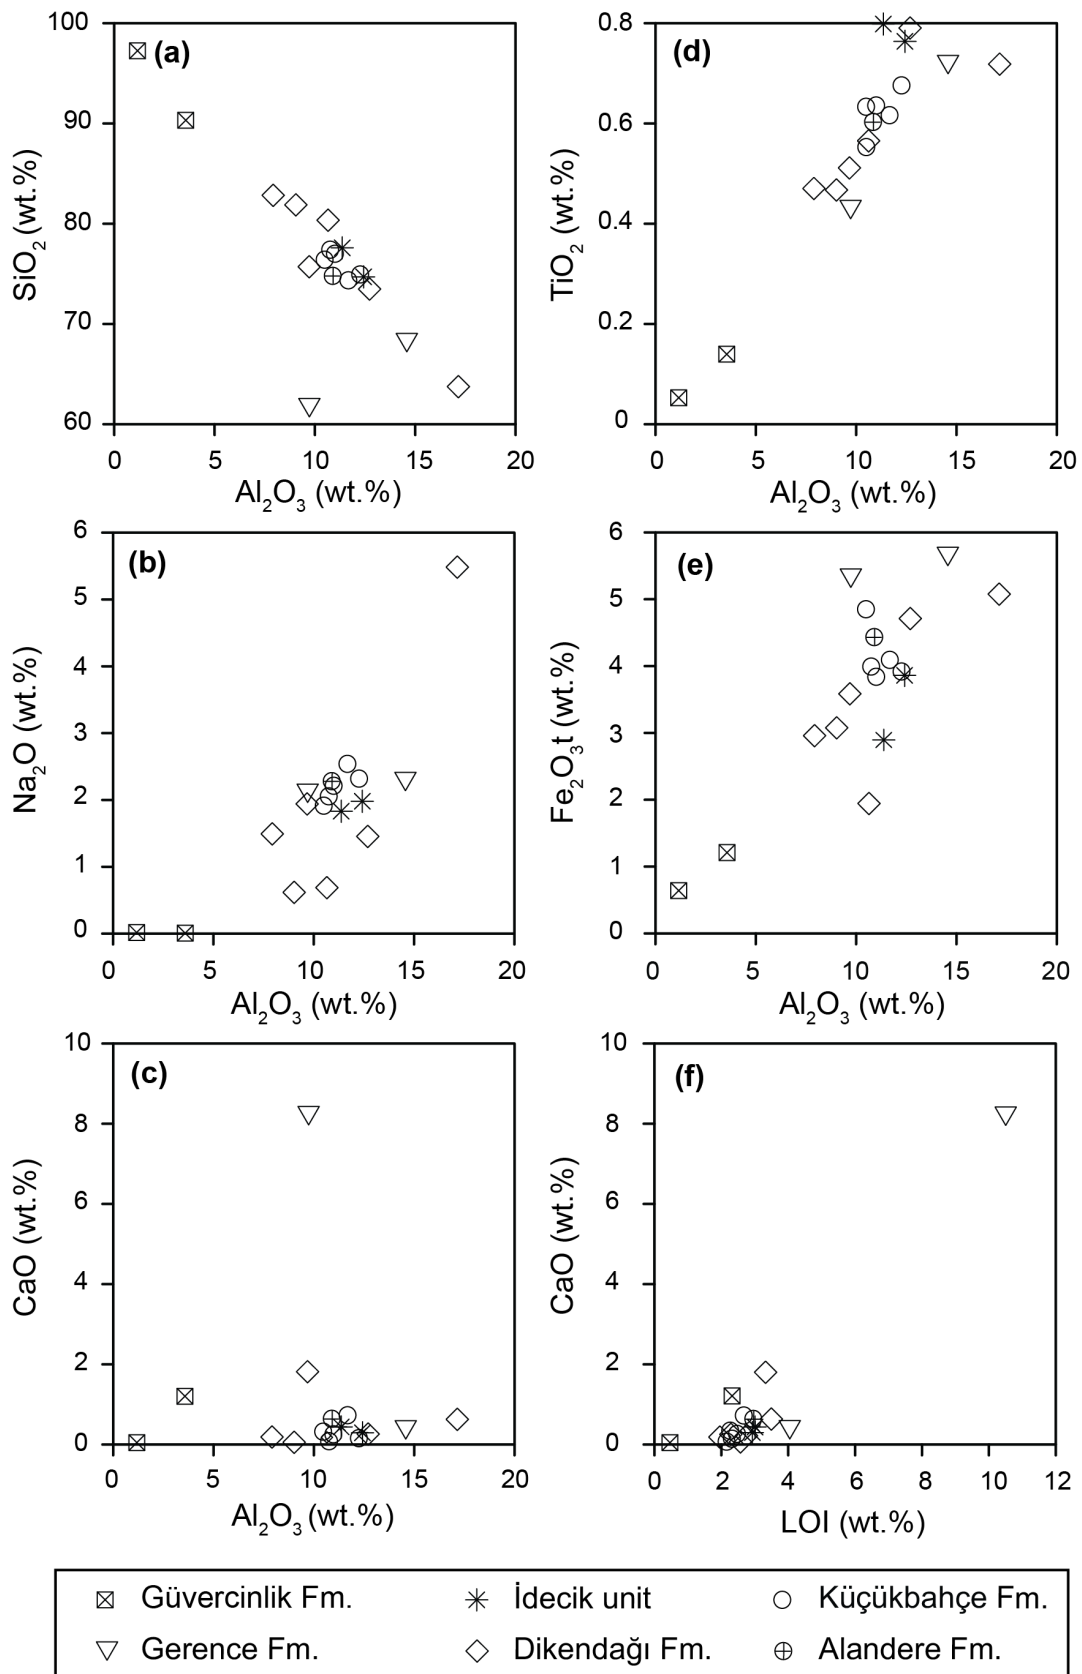 (a)
100
90
80
70
60
SiO₂ (wt.%)
0 5 10 15 20
Al₂O₃ (wt.%)
(d)
0.8
0.6
0.4
0.2
0
TiO₂ (wt.%)
0 5 10 15 20
Al₂O₃ (wt.%)
(b)
6
5
4
3
2
1
0
Na₂O (wt.%)
0 5 10 15 20
Al₂O₃ (wt.%)
(e)
6
5
4
3
2
1
0
Fe₂O₃t (wt.%)
0 5 10 15 20
Al₂O₃ (wt.%)
(c)
10
8
6
4
2
0
CaO (wt.%)
0 5 10 15 20
Al₂O₃ (wt.%)
(f)
10
8
6
4
2
0
CaO (wt.%)
0 2 4 6 8 10 12
LOI (wt.%)
Güvercinlik Fm. İdecik unit Küçükbahçe Fm.
Gerence Fm. Dikendağı Fm. Alandere Fm.